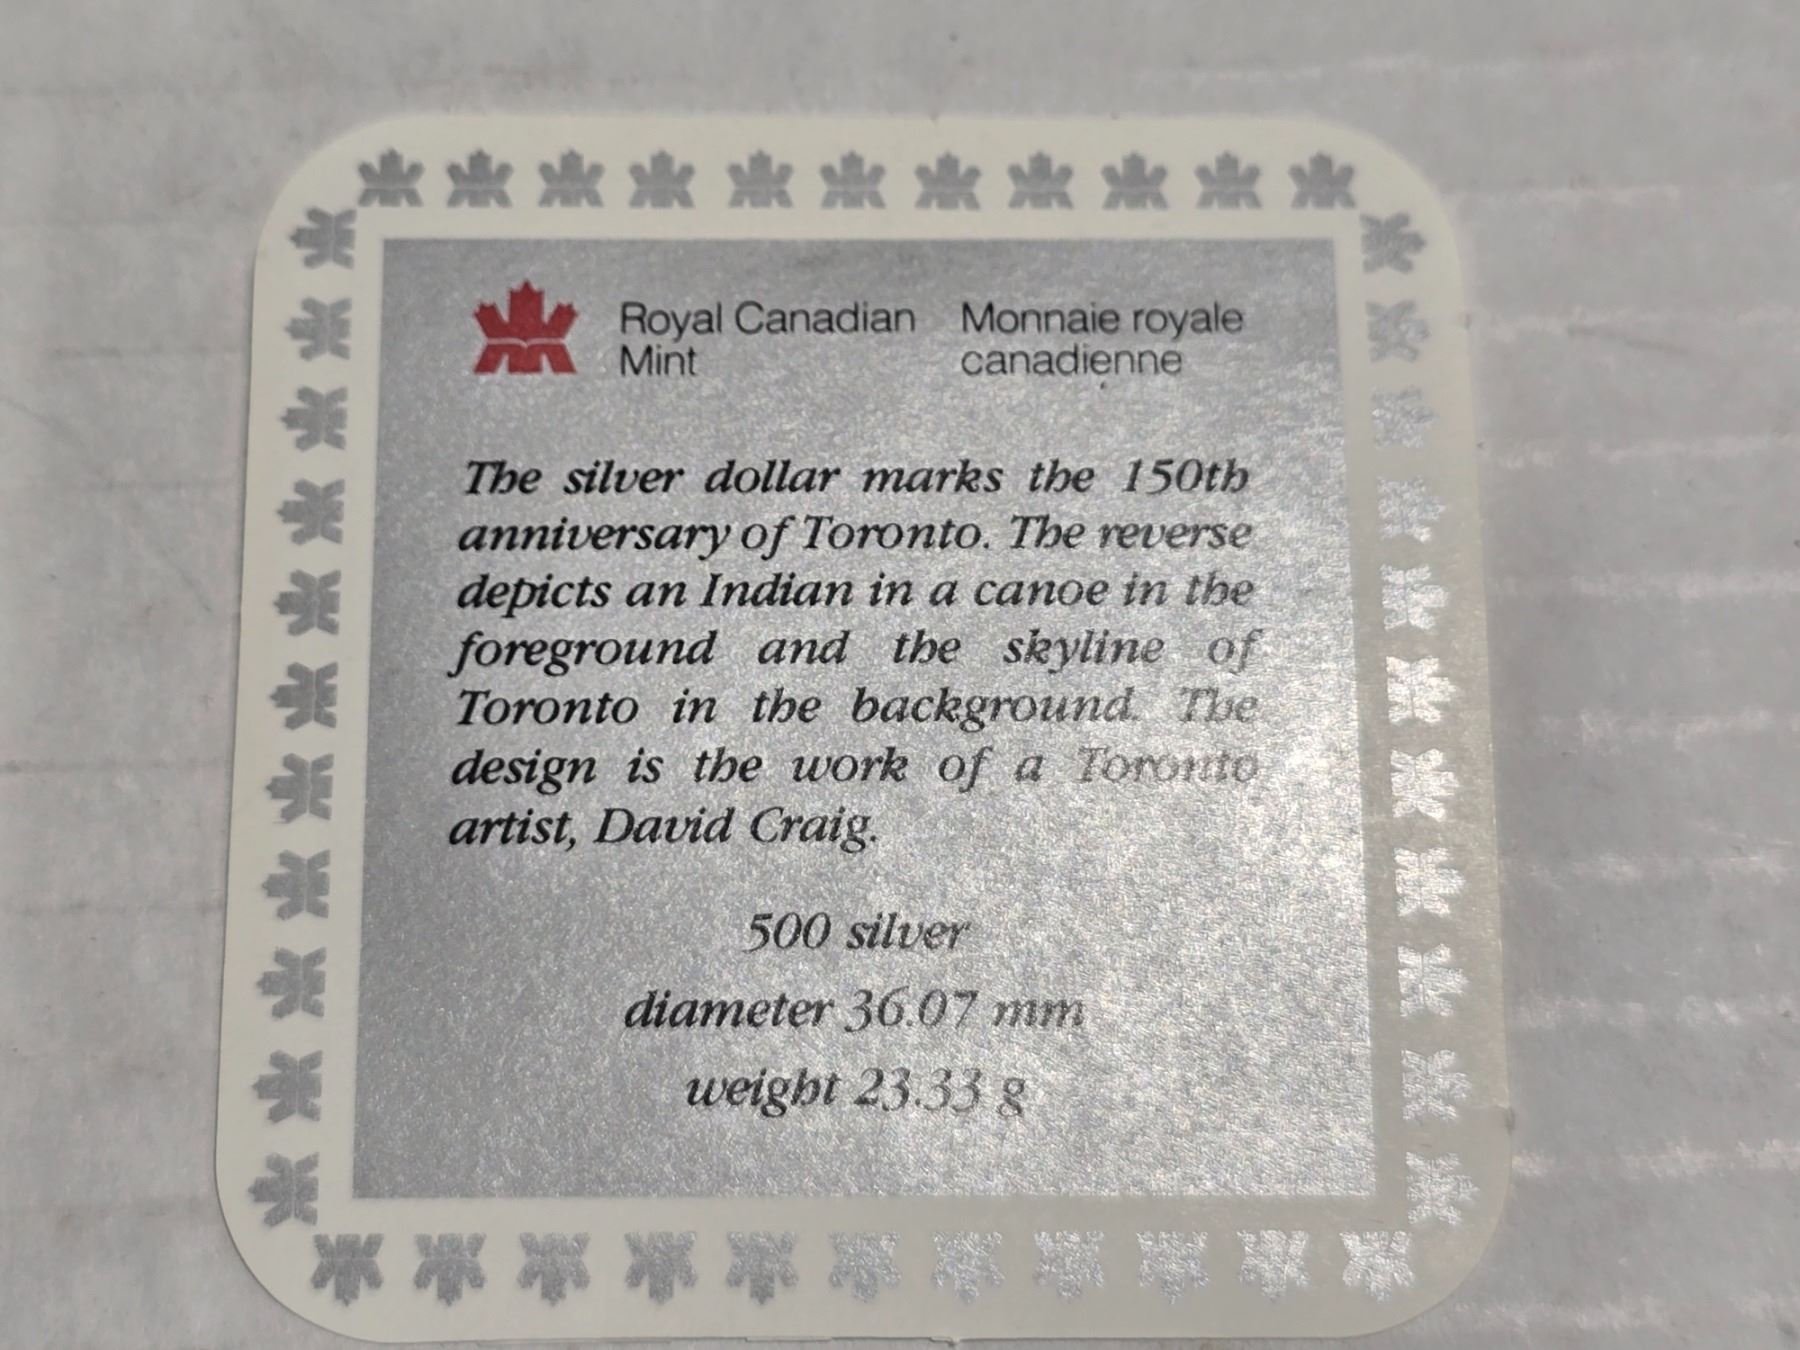 Royal Canadian Mint
Monnaie royale canadienne
The silver dollar marks the 150th
anniversary of Toronto. The reverse
depicts an Indian in a canoe in the
foreground and the skyline of
Toronto in the background. The
design is the work of a Toronto
artist, David Craig.
500 silver
diameter 36.07 mm
weight 23.33 g